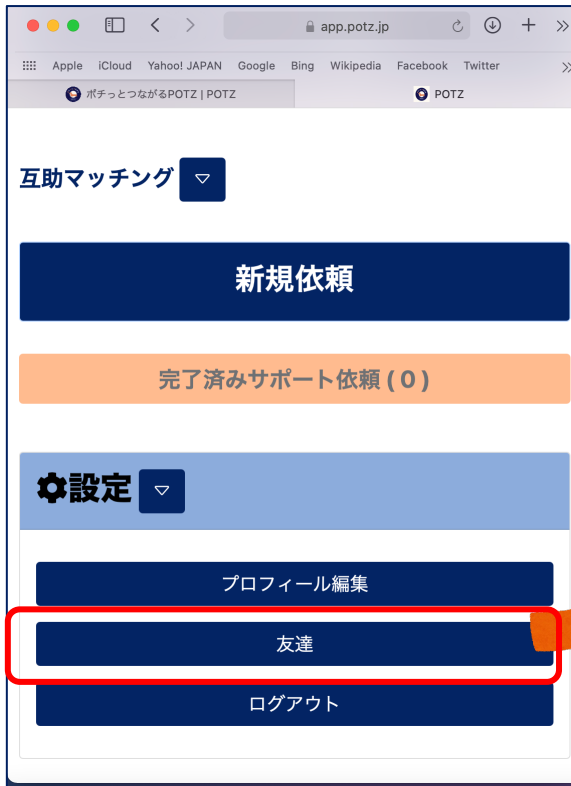 app.potz.jp
Apple iCloud Yahoo! JAPAN Google Bing Wikipedia Facebook Twitter
ポチっとつながるPOTZ | POTZ
POTZ
互助マッチング
新規依頼
完了済みサポート依頼 ( 0 )
設定
プロフィール編集
友達
ログアウト